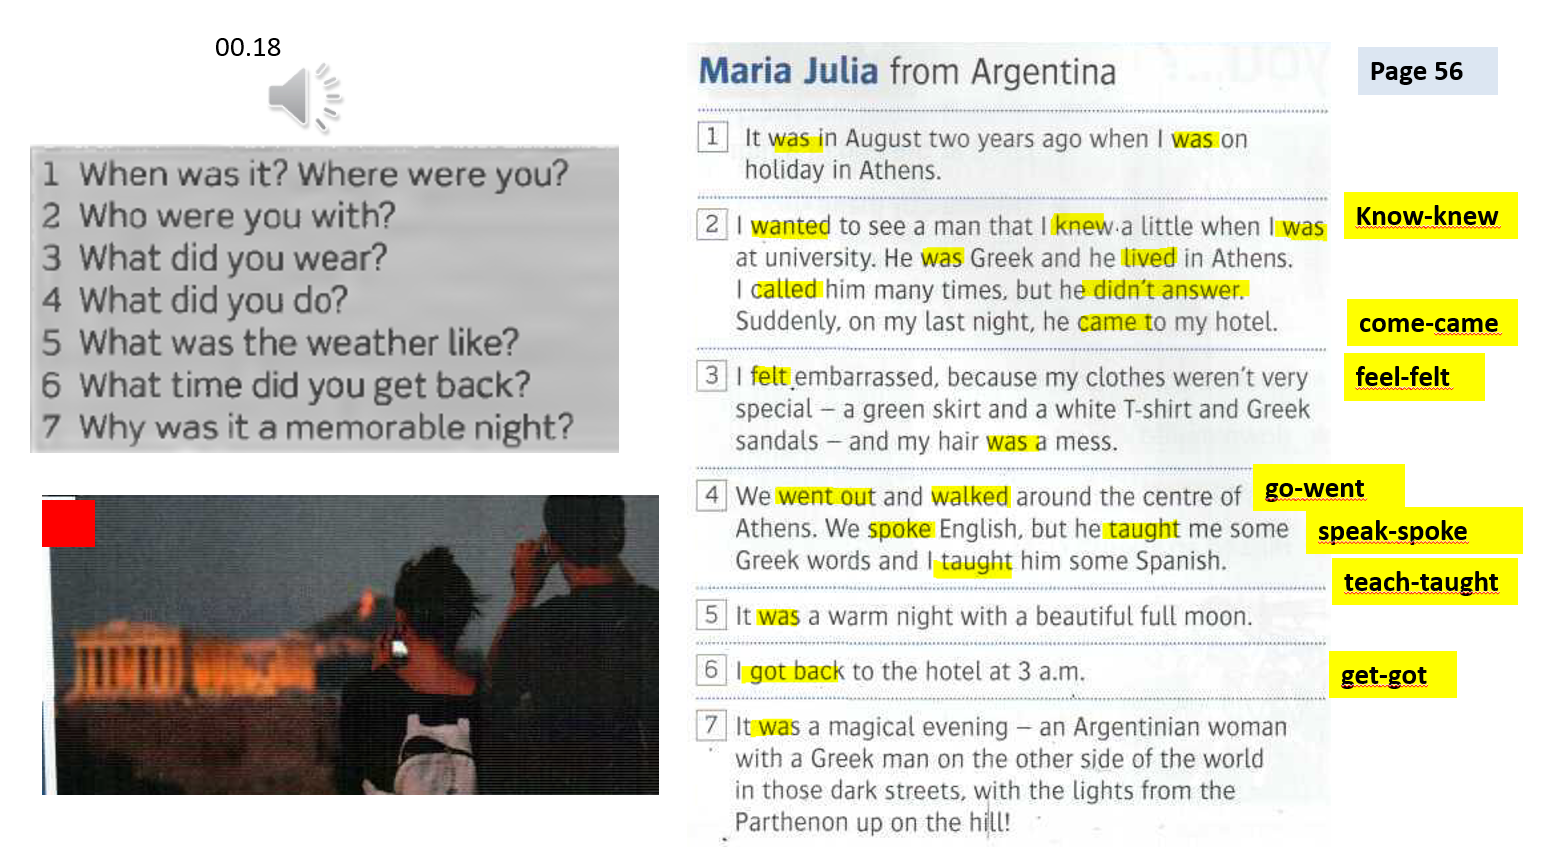 00.18
1 When was it? Where were you?
2 Who were you with?
3 What did you wear?
4 What did you do?
5 What was the weather like?
6 What time did you get back?
7 Why was it a memorable night?
Maria Julia from Argentina
1 It was in August two years ago when I was on
holiday in Athens.
2 I wanted to see a man that I knew a little when I was
at university. He was Greek and he lived in Athens.
I called him many times, but he didn't answer.
Suddenly, on my last night, he came to my hotel.
3 I felt embarrassed, because my clothes weren't very
special – a green skirt and a white T-shirt and Greek
sandals – and my hair was a mess.
4 We went out and walked around the centre of
Athens. We spoke English, but he taught me some
Greek words and I taught him some Spanish.
5 It was a warm night with a beautiful full moon.
6 I got back to the hotel at 3 a.m.
7 It was a magical evening – an Argentinian woman
with a Greek man on the other side of the world
in those dark streets, with the lights from the
Parthenon up on the hill!
Page 56
Know-knew
come-came
feel-felt
go-went
speak-spoke
teach-taught
get-got